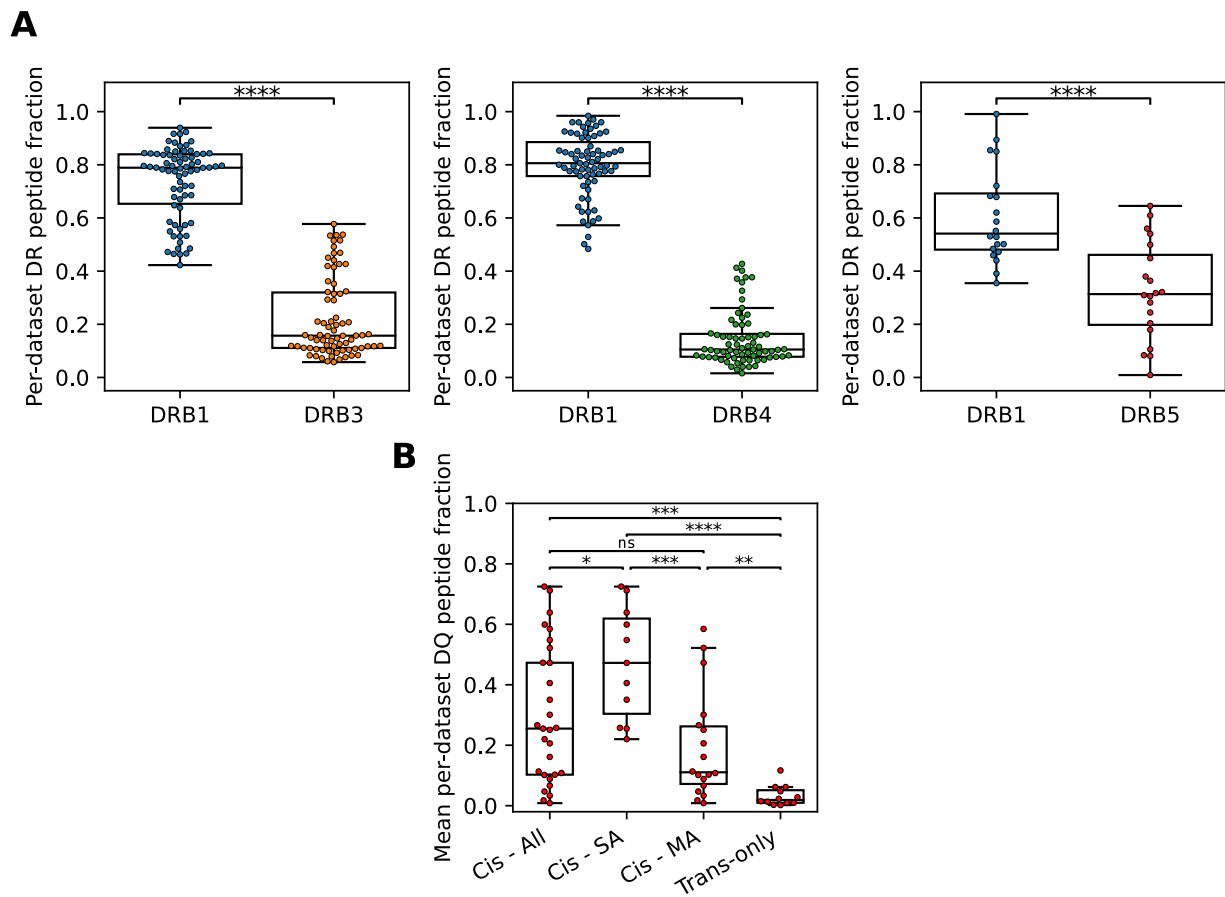 A
Per-dataset DR peptide fraction
1.0
0.8
0.6
0.4
0.2
0.0
****
DRB1
DRB3
Per-dataset DR peptide fraction
1.0
0.8
0.6
0.4
0.2
0.0
****
DRB1
DRB4
Per-dataset DR peptide fraction
1.0
0.8
0.6
0.4
0.2
0.0
****
DRB1
DRB5
B
Mean per-dataset DQ peptide fraction
1.0
0.8
0.6
0.4
0.2
0.0
***
****
ns
*
***
**
Cis - All
Cis - SA
Cis - MA
Trans-only